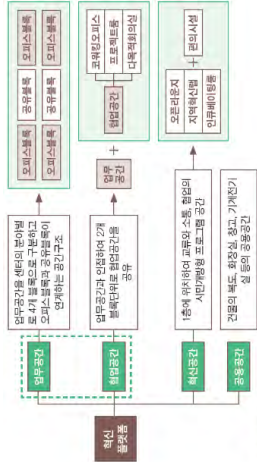 혁신
플랫폼
업무공간
업무공간을 센터의 분야별
로 4개 블록으로 구분하고
오피스블록과 공유블록이
연계하는 공간구조
오피스블록
오피스블록
공유블록
공유블록
오피스블록
오피스블록
협업공간
업무공간과 인접하여 2개
블록단위로 협업공간을
공유
업무
공간
+
협업공간
코워킹오피스
프로젝트룸
다목적회의실
혁신공간
1층에 위치하여 교류와 소통, 협업의
시민개방형 프로그램 공간
오픈라운지
지역혁신랩
인큐베이팅룸
+
편의시설
공용공간
건물의 복도, 화장실, 창고, 기계전기
실 등의 공용공간